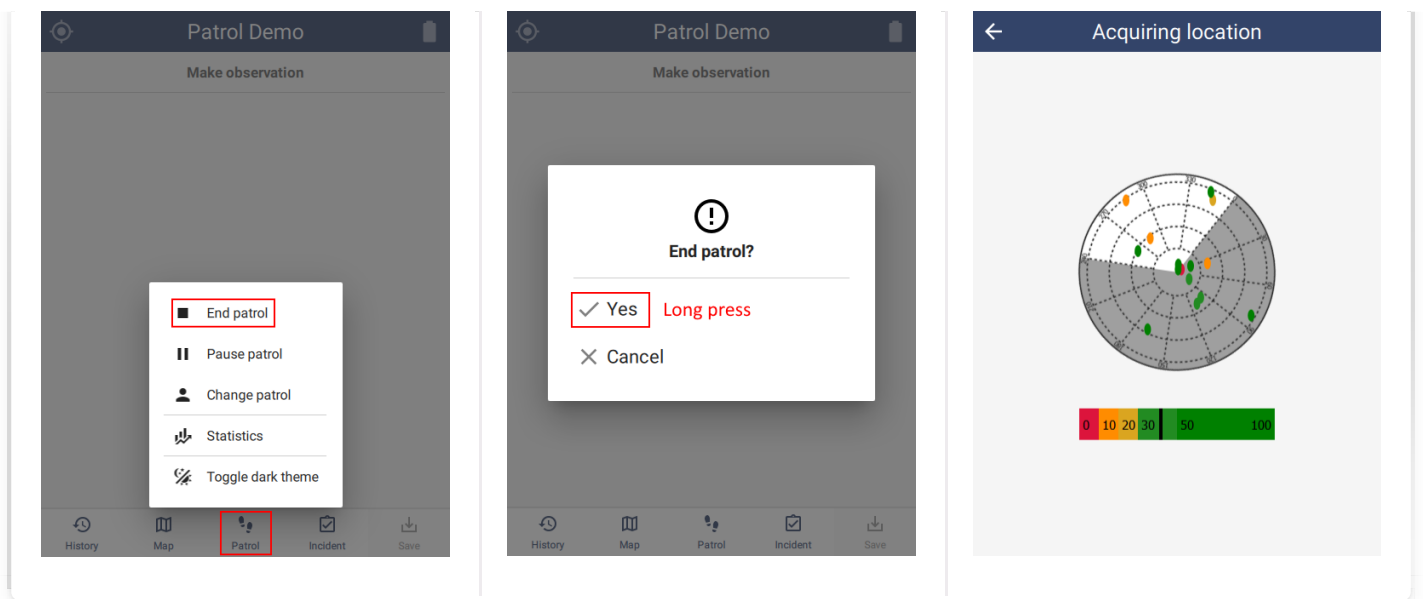 Patrol Demo
Make observation
End patrol
Pause patrol
Change patrol
Statistics
Toggle dark theme
History Map Patrol Incident Save
Patrol Demo
Make observation
End patrol?
Yes Long press
Cancel
History Map Patrol Incident Save
Acquiring location
0 10 20 30 50 100